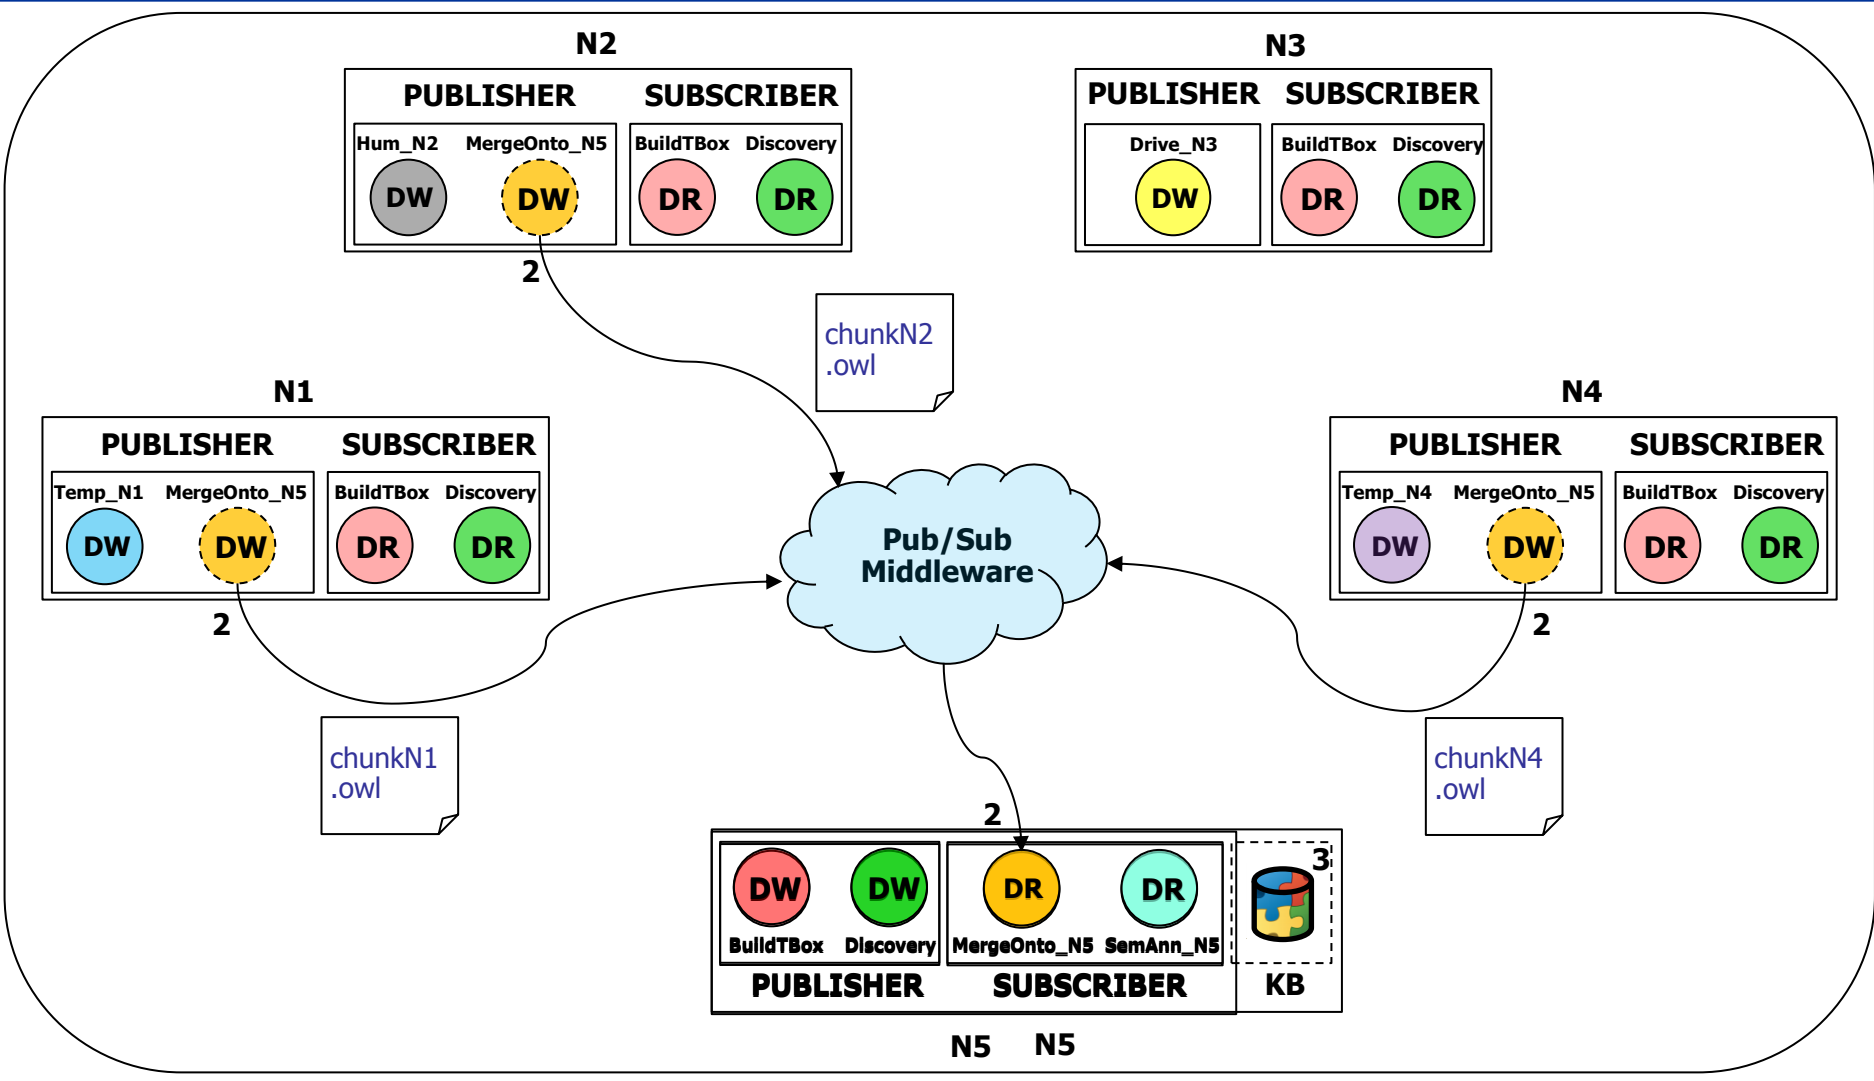 N2
PUBLISHER SUBSCRIBER
Hum_N2 MergeOnto_N5 BuildTBox Discovery
DW DW DR DR
2
N3
PUBLISHER SUBSCRIBER
Drive_N3 BuildTBox Discovery
DW DR DR
chunkN2
.owl
N1
PUBLISHER SUBSCRIBER
Temp_N1 MergeOnto_N5 BuildTBox Discovery
DW DW DR DR
2
Pub/Sub
Middleware
N4
PUBLISHER SUBSCRIBER
Temp_N4 MergeOnto_N5 BuildTBox Discovery
DW DW DR DR
2
chunkN1
.owl
chunkN4
.owl
2
3
DW DW DR DR
BuildTBox Discovery MergeOnto_N5 SemAnn_N5
PUBLISHER SUBSCRIBER KB
N5 N5